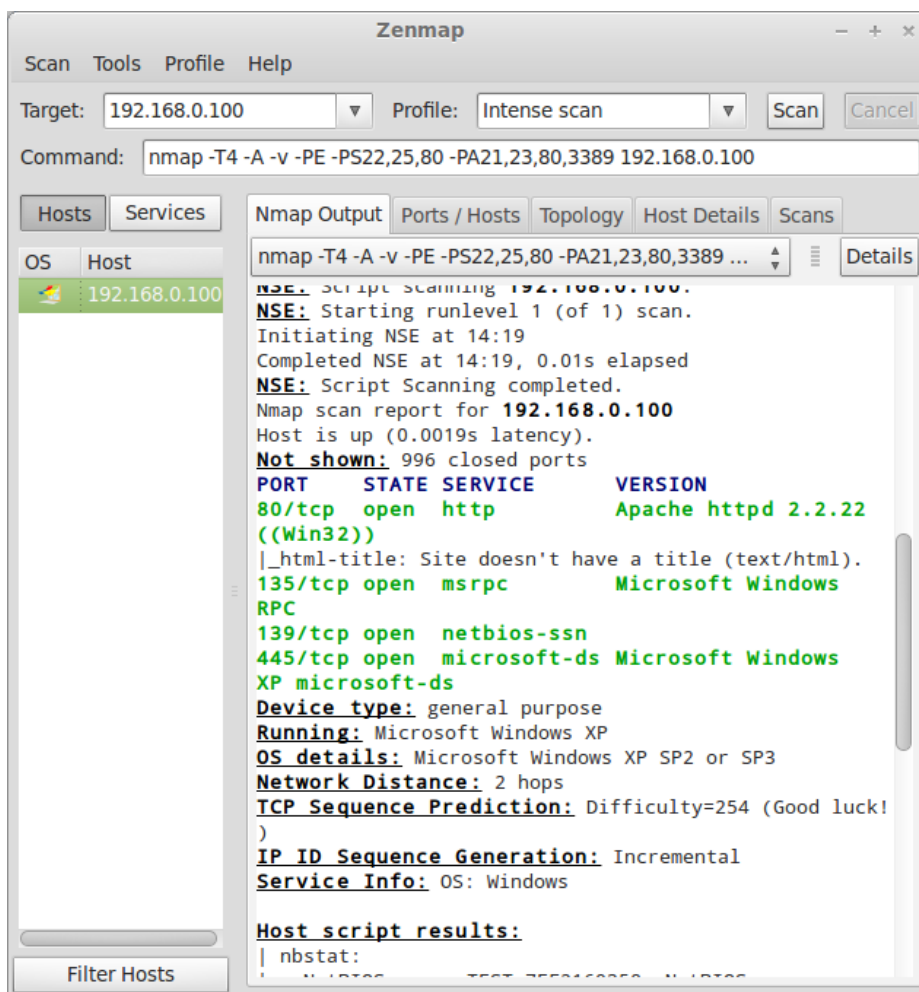 Zenmap
Scan Tools Profile Help
Target: 192.168.0.100 Profile: Intense scan Scan Cancel
Command: nmap -T4 -A -v -PE -PS22,25,80 -PA21,23,80,3389 192.168.0.100
Hosts Services
Nmap Output Ports / Hosts Topology Host Details Scans
OS Host
192.168.0.100
nmap -T4 -A -v -PE -PS22,25,80 -PA21,23,80,3389 ... Details
NSE: Script scanning 192.168.0.100.
NSE: Starting runlevel 1 (of 1) scan.
Initiating NSE at 14:19
Completed NSE at 14:19, 0.01s elapsed
NSE: Script Scanning completed.
Nmap scan report for 192.168.0.100
Host is up (0.0019s latency).
Not shown: 996 closed ports
PORT STATE SERVICE VERSION
80/tcp open http Apache httpd 2.2.22
((Win32))
|_html-title: Site doesn't have a title (text/html).
135/tcp open msrpc Microsoft Windows
RPC
139/tcp open netbios-ssn
445/tcp open microsoft-ds Microsoft Windows
XP microsoft-ds
Device type: general purpose
Running: Microsoft Windows XP
OS details: Microsoft Windows XP SP2 or SP3
Network Distance: 2 hops
TCP Sequence Prediction: Difficulty=254 (Good luck!
)
IP ID Sequence Generation: Incremental
Service Info: OS: Windows
Host script results:
| nbstat:
Filter Hosts